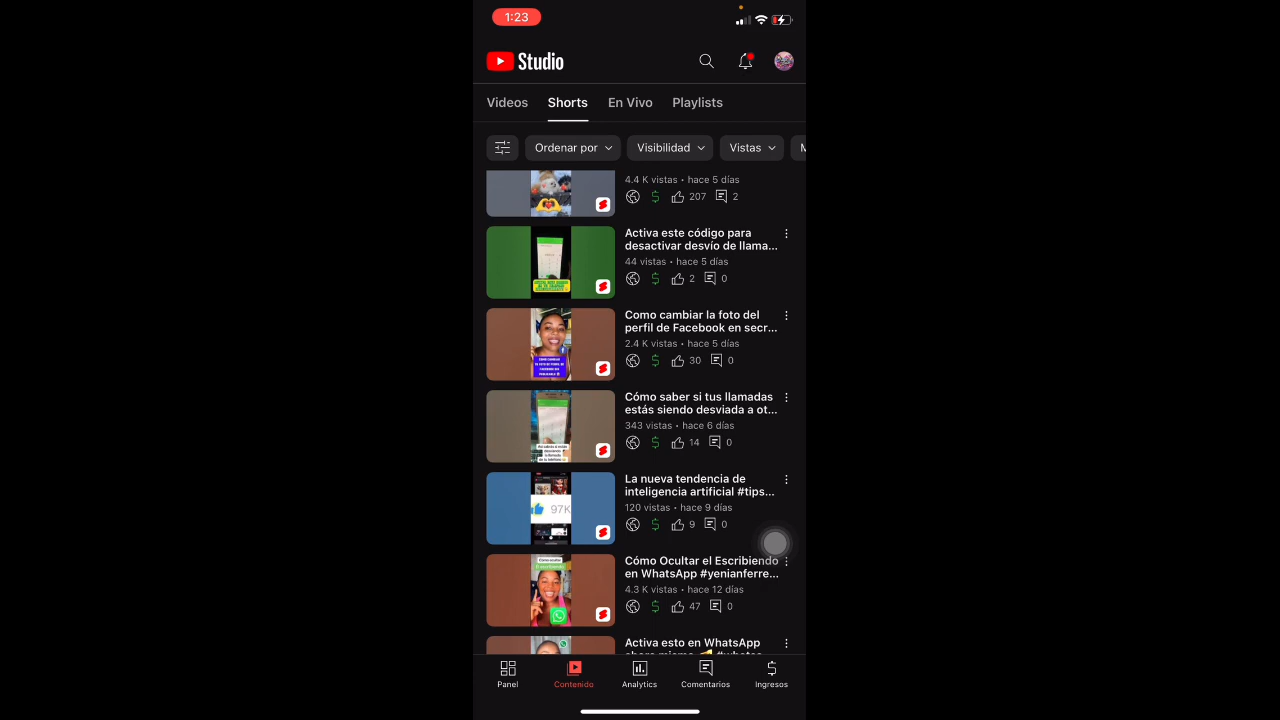 1:23
Studio
Videos Shorts En Vivo Playlists
Ordenar por Visibilidad Vistas M
4.4 K vistas • hace 5 días
207 2
Activa este código para
desactivar desvío de llama...
44 vistas • hace 5 días
2 0
Como cambiar la foto del
perfil de Facebook en secr...
2.4 K vistas • hace 5 días
30 0
COMO CAMBIAR
Cómo saber si tus llamadas
estás siendo desviada a ot...
343 vistas • hace 6 días
14 0
La nueva tendencia de
inteligencia artificial #tips...
120 vistas • hace 9 días
9 0
97K
Cómo Ocultar el Escribiendo
en WhatsApp #yenianferre...
4.3 K vistas • hace 12 días
47 0
Activa esto en WhatsApp
Panel Contenido Analytics Comentarios Ingresos